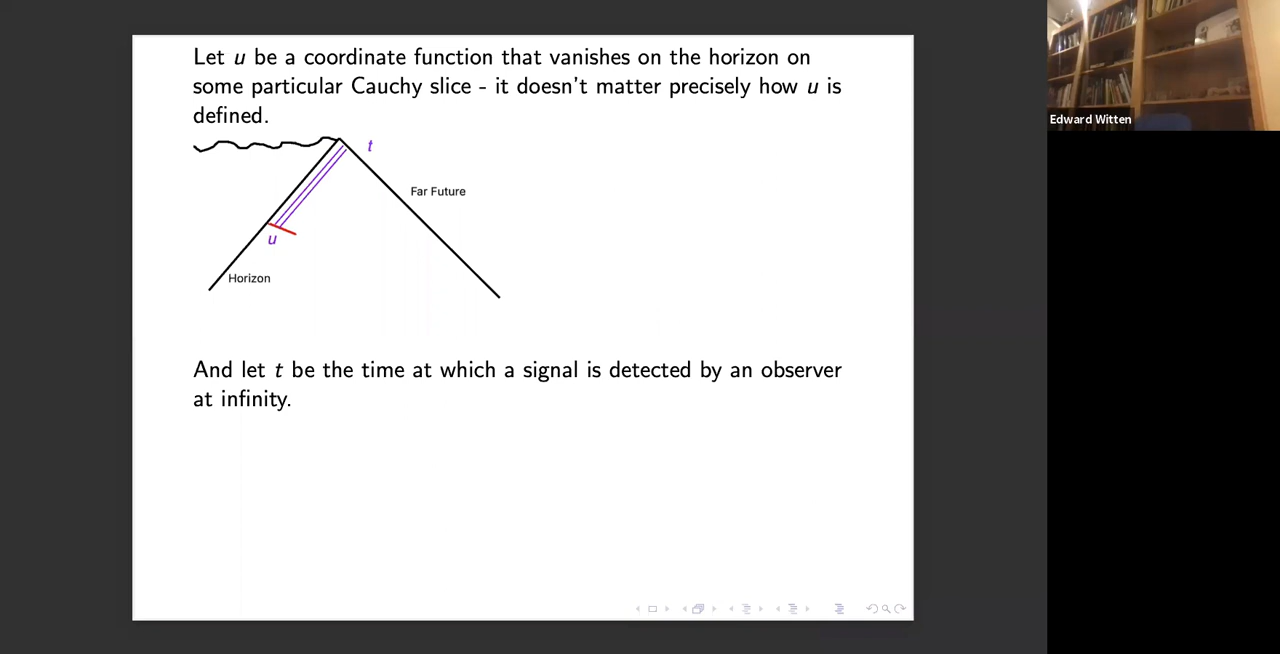 Let u be a coordinate function that vanishes on the horizon on
some particular Cauchy slice - it doesn't matter precisely how u is
defined.
t
Far Future
u
Horizon
And let t be the time at which a signal is detected by an observer
at infinity.
Edward Witten